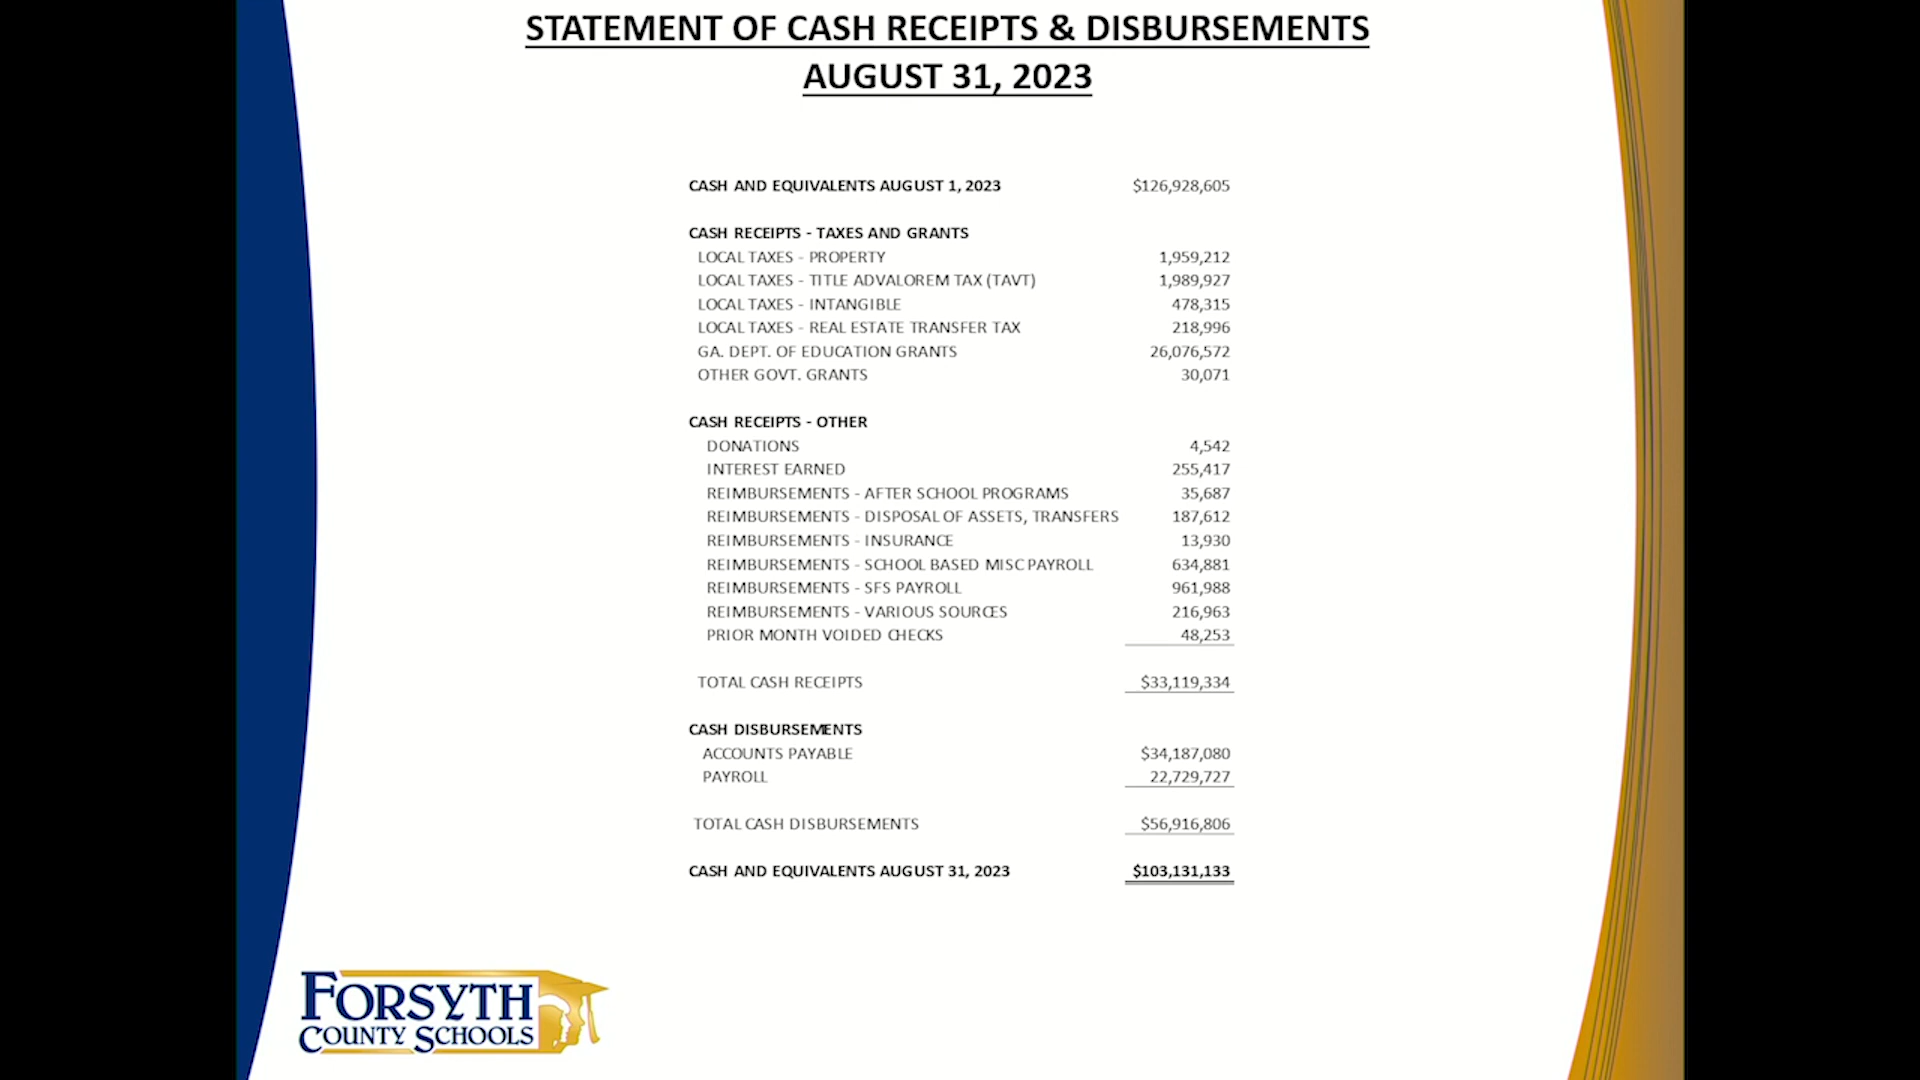 STATEMENT OF CASH RECEIPTS & DISBURSEMENTS
AUGUST 31, 2023
CASH AND EQUIVALENTS AUGUST 1, 2023 $126,928,605
CASH RECEIPTS - TAXES AND GRANTS
LOCAL TAXES - PROPERTY 1,959,212
LOCAL TAXES - TITLE ADVALOREM TAX (TAVT) 1,989,927
LOCAL TAXES - INTANGIBLE 478,315
LOCAL TAXES - REAL ESTATE TRANSFER TAX 218,996
GA. DEPT. OF EDUCATION GRANTS 26,076,572
OTHER GOVT. GRANTS 30,071
CASH RECEIPTS - OTHER
DONATIONS 4,542
INTEREST EARNED 255,417
REIMBURSEMENTS - AFTER SCHOOL PROGRAMS 35,687
REIMBURSEMENTS - DISPOSAL OF ASSETS, TRANSFERS 187,612
REIMBURSEMENTS - INSURANCE 13,930
REIMBURSEMENTS - SCHOOL BASED MISC PAYROLL 634,881
REIMBURSEMENTS - SFS PAYROLL 961,988
REIMBURSEMENTS - VARIOUS SOURCES 216,963
PRIOR MONTH VOIDED CHECKS 48,253
TOTAL CASH RECEIPTS $33,119,334
CASH DISBURSEMENTS
ACCOUNTS PAYABLE $34,187,080
PAYROLL 22,729,727
TOTAL CASH DISBURSEMENTS $56,916,806
CASH AND EQUIVALENTS AUGUST 31, 2023 $103,131,133
FORSYTH
COUNTY SCHOOLS